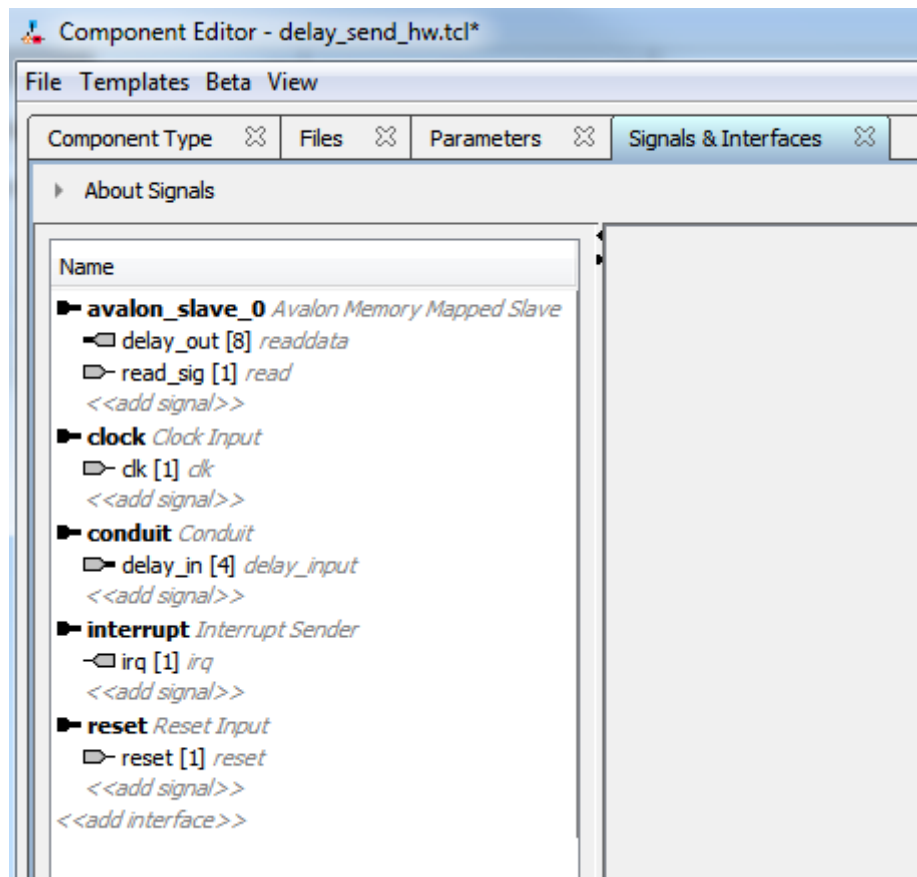 Component Editor - delay_send_hw.tcl*
File Templates Beta View
Component Type Files Parameters Signals & Interfaces
About Signals
Name
avalon_slave_0 Avalon Memory Mapped Slave
delay_out [8] readdata
read_sig [1] read
<<add signal>>
clock Clock Input
clk [1] clk
<<add signal>>
conduit Conduit
delay_in [4] delay_input
<<add signal>>
interrupt Interrupt Sender
irq [1] irq
<<add signal>>
reset Reset Input
reset [1] reset
<<add signal>>
<<add interface>>